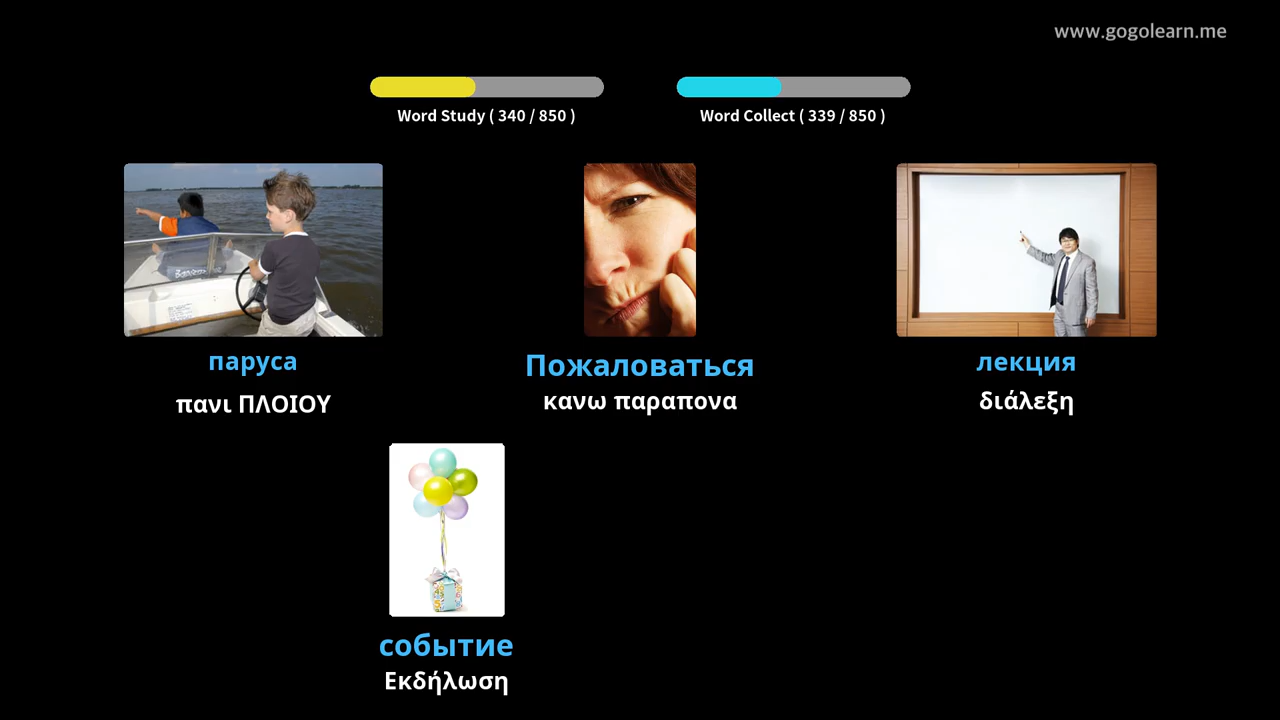 www.gogolearn.me
Word Study ( 340 / 850 )
Word Collect ( 339 / 850 )
паруса
πανι ΠΛΟΙΟΥ
Пожаловаться
κανω παραπονα
лекция
διάλεξη
событие
Εκδήλωση